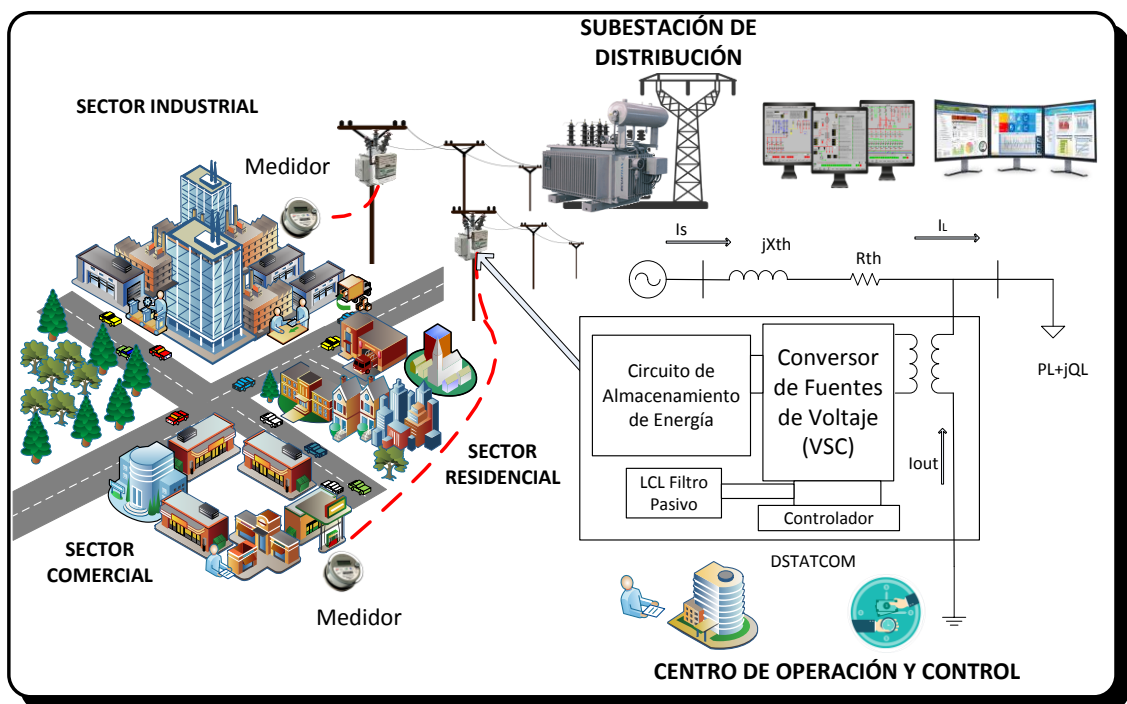 SUBESTACIÓN DE
DISTRIBUCIÓN
SECTOR INDUSTRIAL
Medidor
Is
jXth
Rth
IL
PL+jQL
Circuito de
Almacenamiento
de Energía
Conversor
de Fuentes
de Voltaje
(VSC)
Iout
LCL Filtro
Pasivo
Controlador
DSTATCOM
SECTOR
RESIDENCIAL
SECTOR
COMERCIAL
Medidor
CENTRO DE OPERACIÓN Y CONTROL